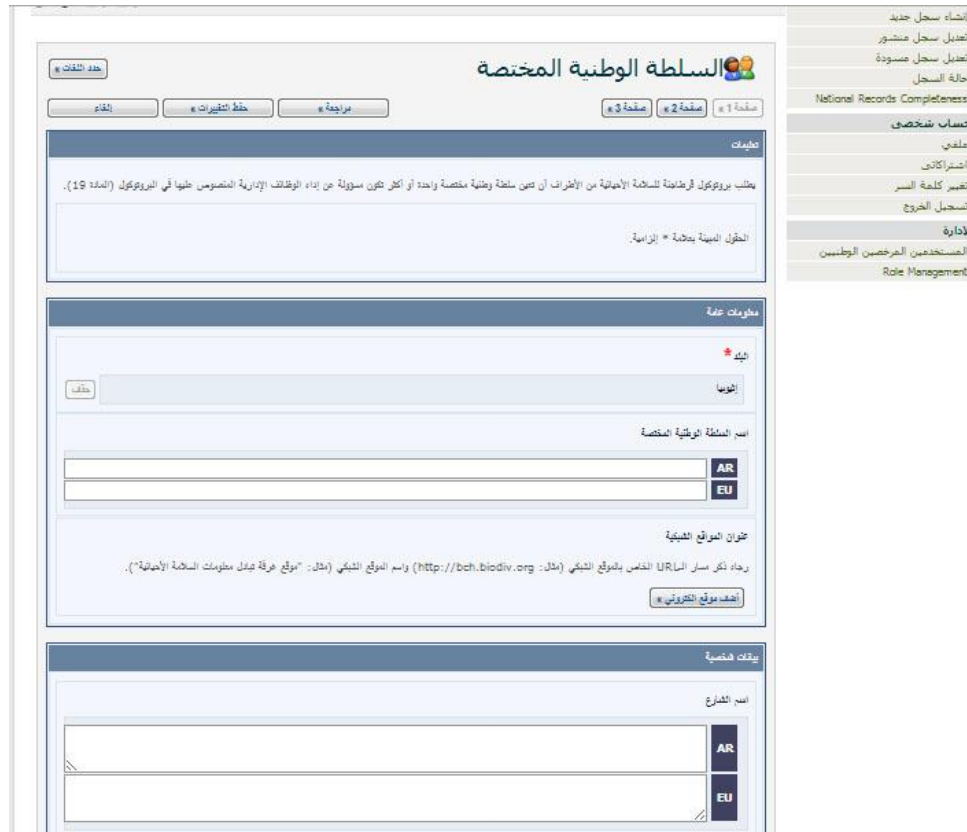 إنشاء سجل جديد
تعديل سجل منشور
تعديل سجل مسودة
حالة السجل
National Records Completeness
حساب شخصى
ملفي
اشتراكاتى
تغيير كلمة السر
تسجيل الخروج
لإدارة
المستخدمين المرخصين الوطنيين
Role Management
السلطة الوطنية المختصة
حدد اللغات »
صفحة 1 »
صفحة 2 »
صفحة 3 »
مراجعة »
حفظ التغييرات »
إلغاء
تعليمات
يطلب بروتوكول قرطاجنة للسلامة الأحيائية من الأطراف أن تعين سلطة وطنية مختصة واحدة أو أكثر تكون مسؤولة عن إداء الوظائف الإدارية المنصوص عليها في البروتوكول (المادة 19).
الحقول المبينة بعلامة * إلزامية.
معلومات عامة
البلد *
إثيوبيا
حذف
اسم السلطة الوطنية المختصة
AR
EU
عنوان المواقع الشبكية
رجاء ذكر مسار الـURL الخاص بالموقع الشبكي (مثال: http://bch.biodiv.org) واسم الموقع الشبكي (مثال: "موقع غرفة تبادل معلومات السلامة الأحيائية").
أضف موقع الكتروني »
بيانات شخصية
اسم الشارع
AR
EU